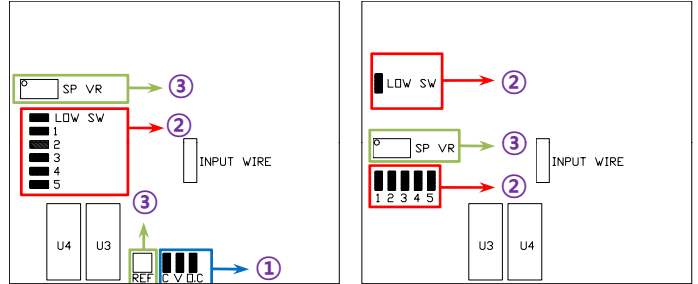 SP VR
③
LOW SW
②
1
2
3
4
5
INPUT WIRE
③
U4
U3
REF
C V O.C
①
LOW SW
②
SP VR
③
INPUT WIRE
②
1 2 3 4 5
U3
U4